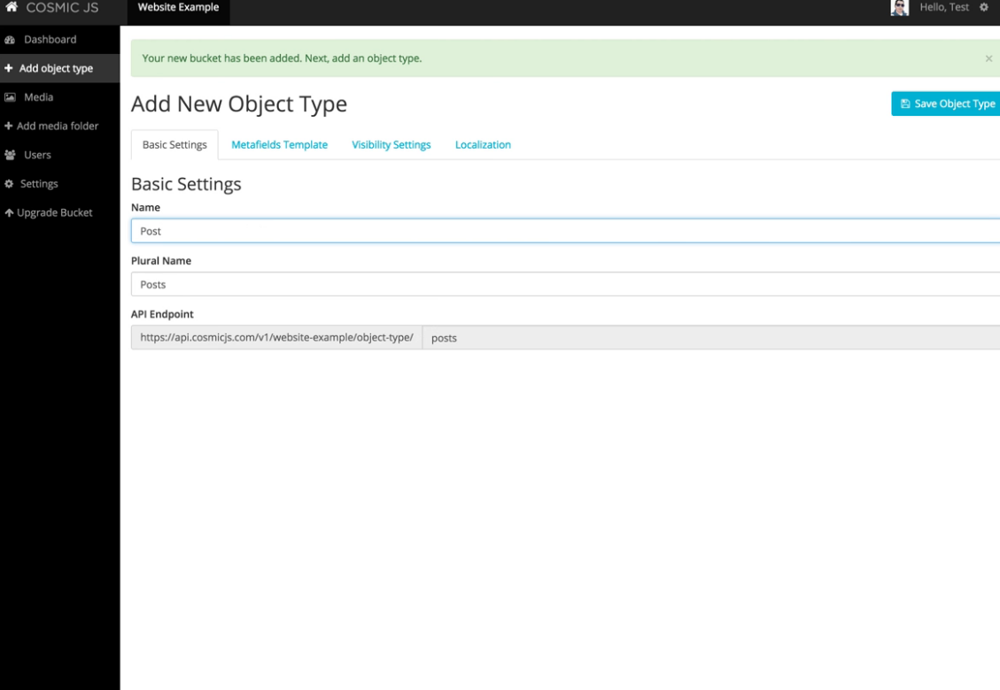 COSMIC JS
Website Example
Hello, Test
Dashboard
Add object type
Media
Add media folder
Users
Settings
Upgrade Bucket
Your new bucket has been added. Next, add an object type.
×
Add New Object Type
Save Object Type
Basic Settings
Metafields Template
Visibility Settings
Localization
Basic Settings
Name
Post
Plural Name
Posts
API Endpoint
https://api.cosmicjs.com/v1/website-example/object-type/
posts